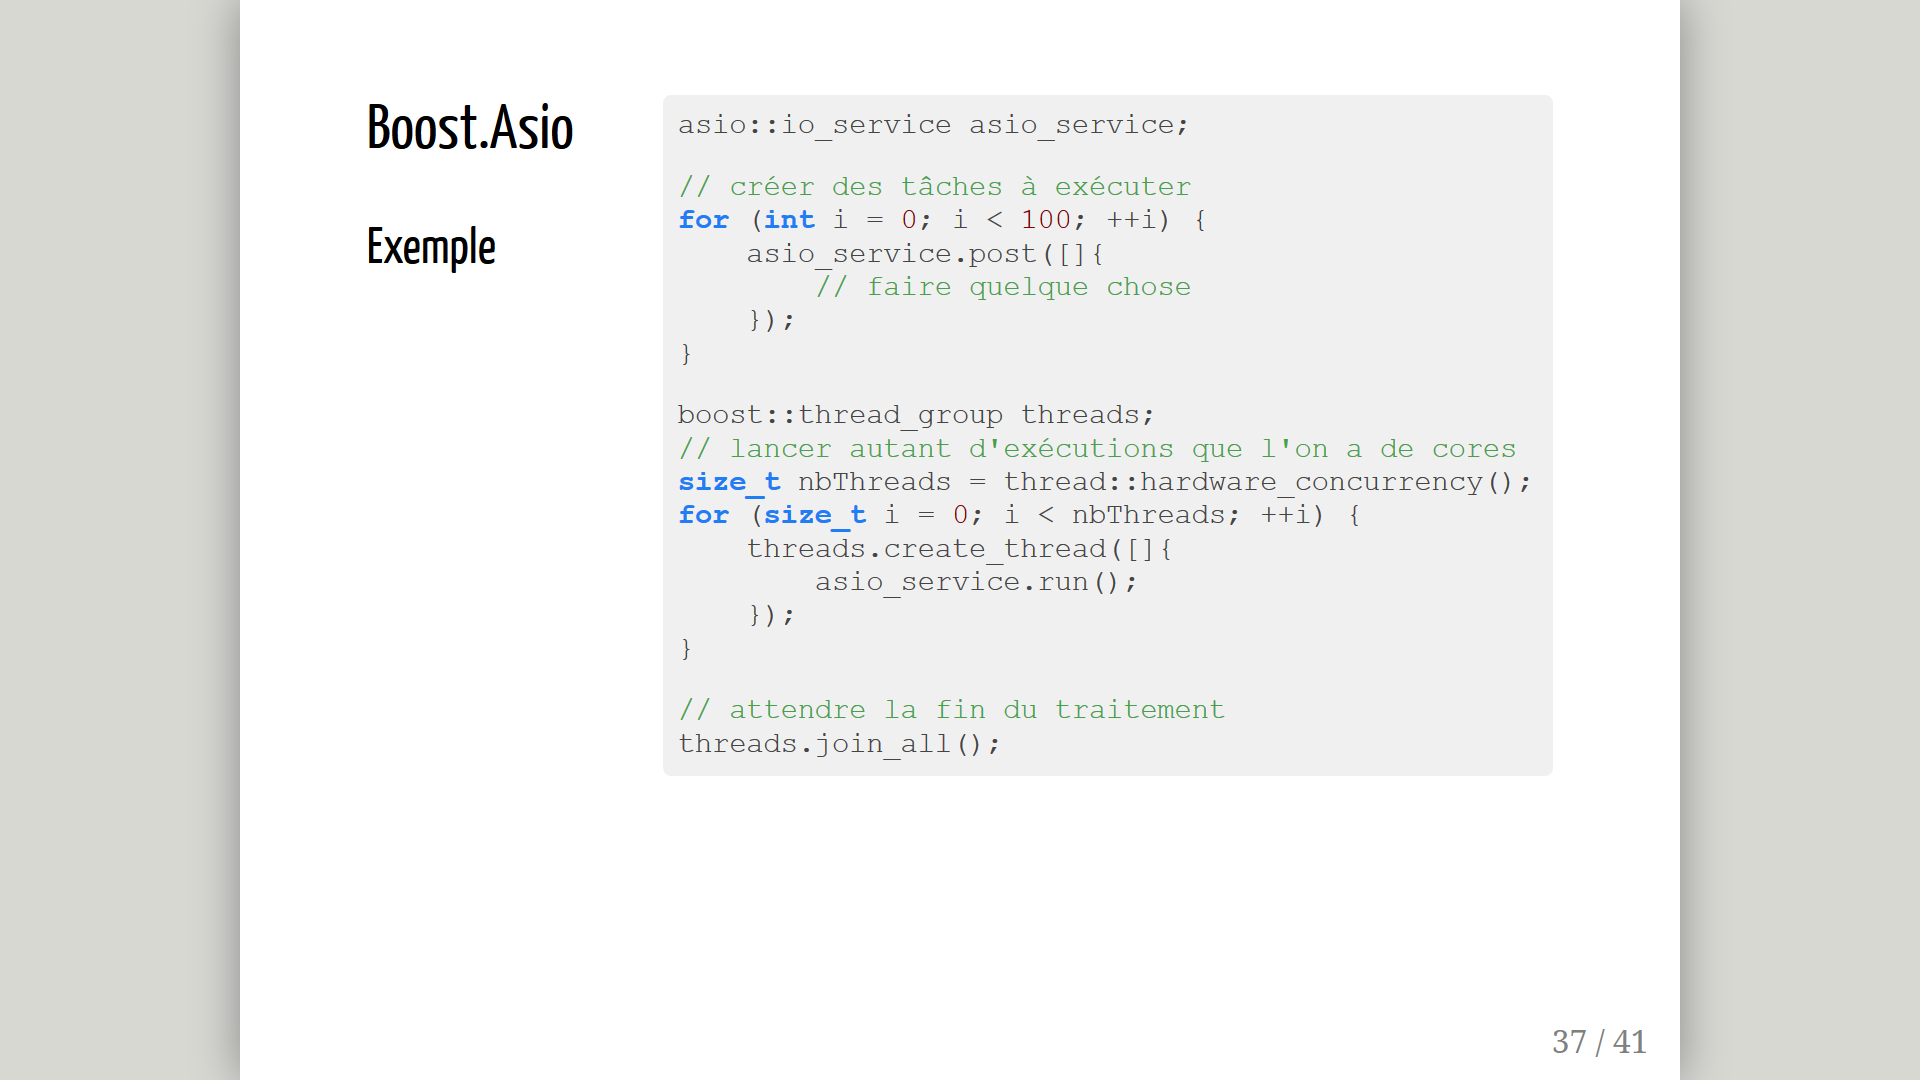 Boost.Asio
Exemple
asio::io_service asio_service;
// créer des tâches à exécuter
for (int i = 0; i < 100; ++i) {
    asio_service.post([]{
        // faire quelque chose
    });
}
boost::thread_group threads;
// lancer autant d'exécutions que l'on a de cores
size_t nbThreads = thread::hardware_concurrency();
for (size_t i = 0; i < nbThreads; ++i) {
    threads.create_thread([]{
        asio_service.run();
    });
}
// attendre la fin du traitement
threads.join_all();
37 / 41